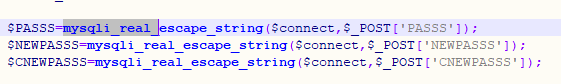 $PASSS=mysqli_real_escape_string($connect,$_POST['PASSS']);
$NEWPASSS=mysqli_real_escape_string($connect,$_POST['NEWPASSS']);
$CNEWPASSS=mysqli_real_escape_string($connect,$_POST['CNEWPASSS']);